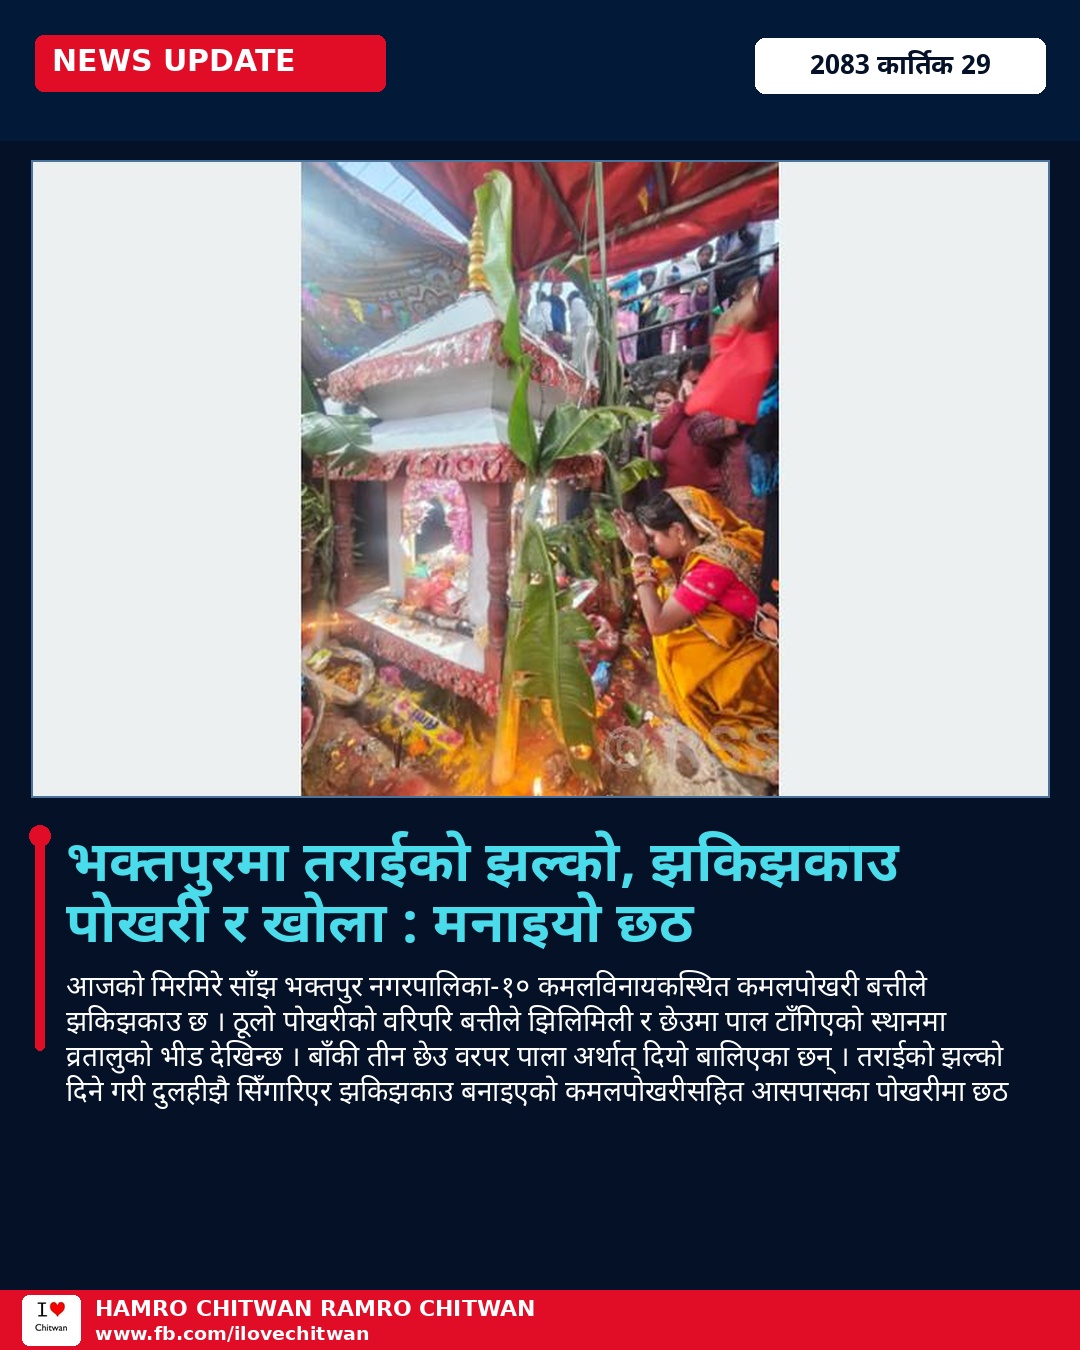 NEWS UPDATE
2083 कार्तिक 29
© RSS
भक्तपुरमा तराईको झल्को, झकिझकाउ
पोखरी र खोला : मनाइयो छठ
आजको मिरमिरे साँझ भक्तपुर नगरपालिका-१० कमलविनायकस्थित कमलपोखरी बत्तीले
झकिझकाउ छ । ठूलो पोखरीको वरिपरि बत्तीले झिलिमिली र छेउमा पाल टाँगिएको स्थानमा
व्रतालुको भीड देखिन्छ । बाँकी तीन छेउ वरपर पाला अर्थात् दियो बालिएका छन् । तराईको झल्को
दिने गरी दुलहीझै सिँगारिएर झकिझकाउ बनाइएको कमलपोखरीसहित आसपासका पोखरीमा छठ
I❤
Chitwan
HAMRO CHITWAN RAMRO CHITWAN
www.fb.com/ilovechitwan